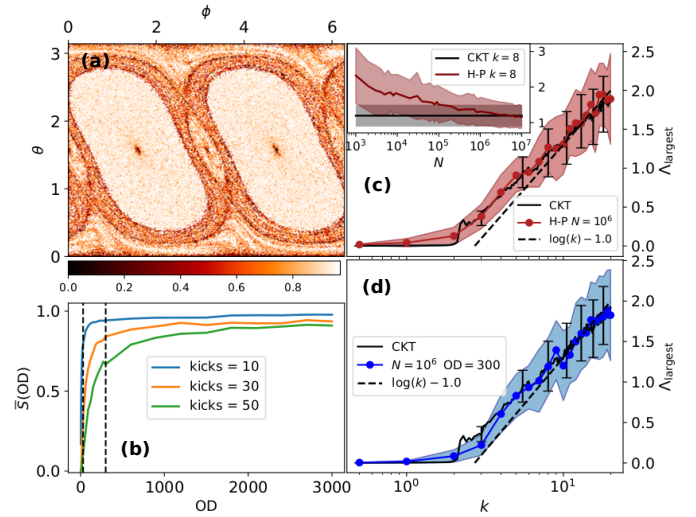 ϕ
0 2 4 6
(a)
3
2
1
0
θ
0.0 0.2 0.4 0.6 0.8
CKT k = 8
H-P k = 8
3
2
1
10^3 10^4 10^5 10^6 10^7
N
(c)
CKT
H-P N = 10^6
log(k) − 1.0
2.5
2.0
1.5
1.0
0.5
0.0
Λ_largest
1.0
0.5
0.0
S̅(OD)
kicks = 10
kicks = 30
kicks = 50
(b)
0 1000 2000 3000
OD
(d)
CKT
N = 10^6 OD = 300
log(k) − 1.0
2.5
2.0
1.5
1.0
0.5
0.0
Λ_largest
10^0 10^1
k